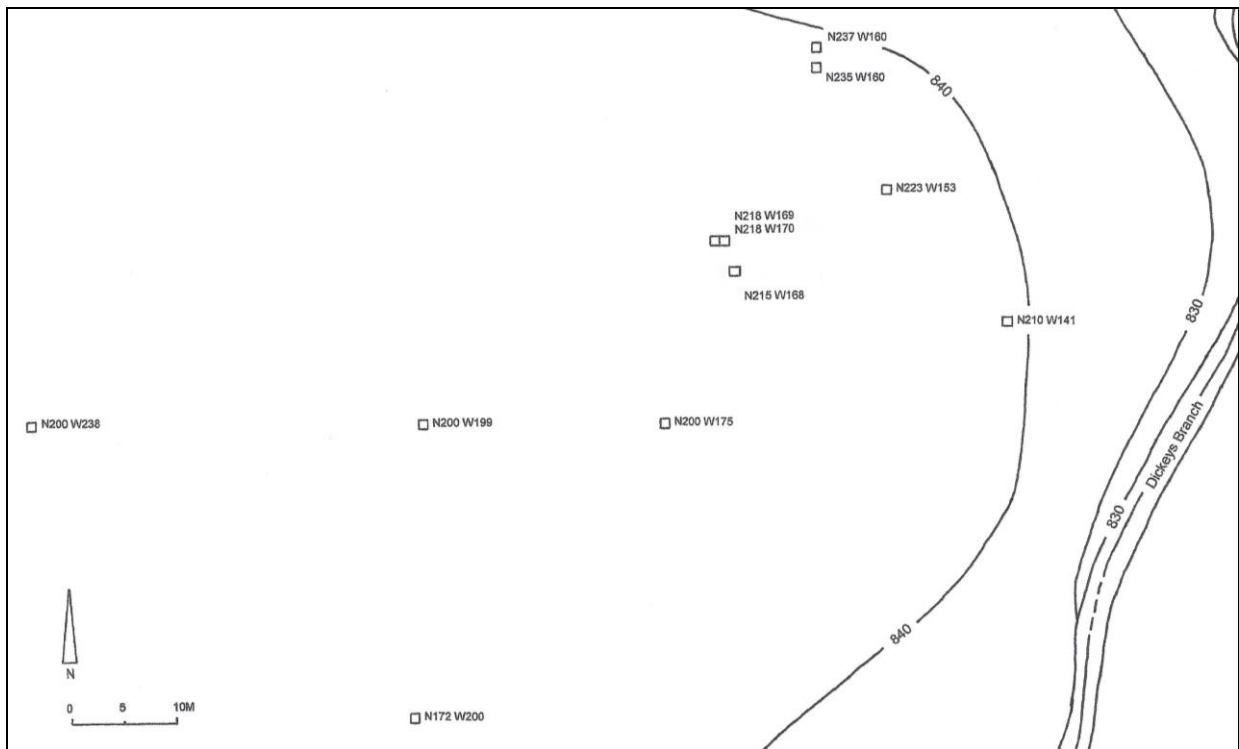 N237 W160
N235 W160
840
N223 W153
N218 W169
N218 W170
N215 W168
830
N210 W141
N200 W238
N200 W199
N200 W175
Dickeys Branch
830
840
N
0 5 10M
N172 W200